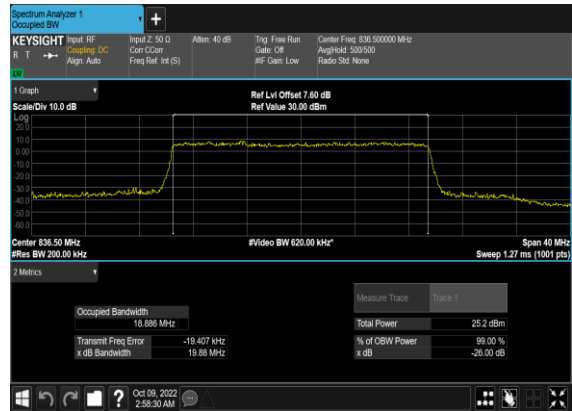 Spectrum Analyzer 1
Occupied BW
+
KEYSIGHT
R T
LV
Input: RF
Coupling: DC
Align: Auto
Input Z: 50 Ω
Corr CCorr
Freq Ref: Int (S)
Atten: 40 dB
Trig: Free Run
Gate: Off
#IF Gain: Low
Center Freq: 836.500000 MHz
Avg|Hold: 500/500
Radio Std: None
1 Graph
Scale/Div 10.0 dB
Ref Lvl Offset 7.60 dB
Ref Value 30.00 dBm
Log
20.0
10.0
0.00
-10.0
-20.0
-30.0
-40.0
-50.0
-60.0
Center 836.50 MHz
#Res BW 200.00 kHz
#Video BW 620.00 kHz*
Span 40 MHz
Sweep 1.27 ms (1001 pts)
2 Metrics
Occupied Bandwidth
18.886 MHz
Transmit Freq Error -19.407 kHz
x dB Bandwidth 19.88 MHz
Measure Trace Trace 1
Total Power 25.2 dBm
% of OBW Power 99.00 %
x dB -26.00 dB
?
Oct 09, 2022
2:58:30 AM